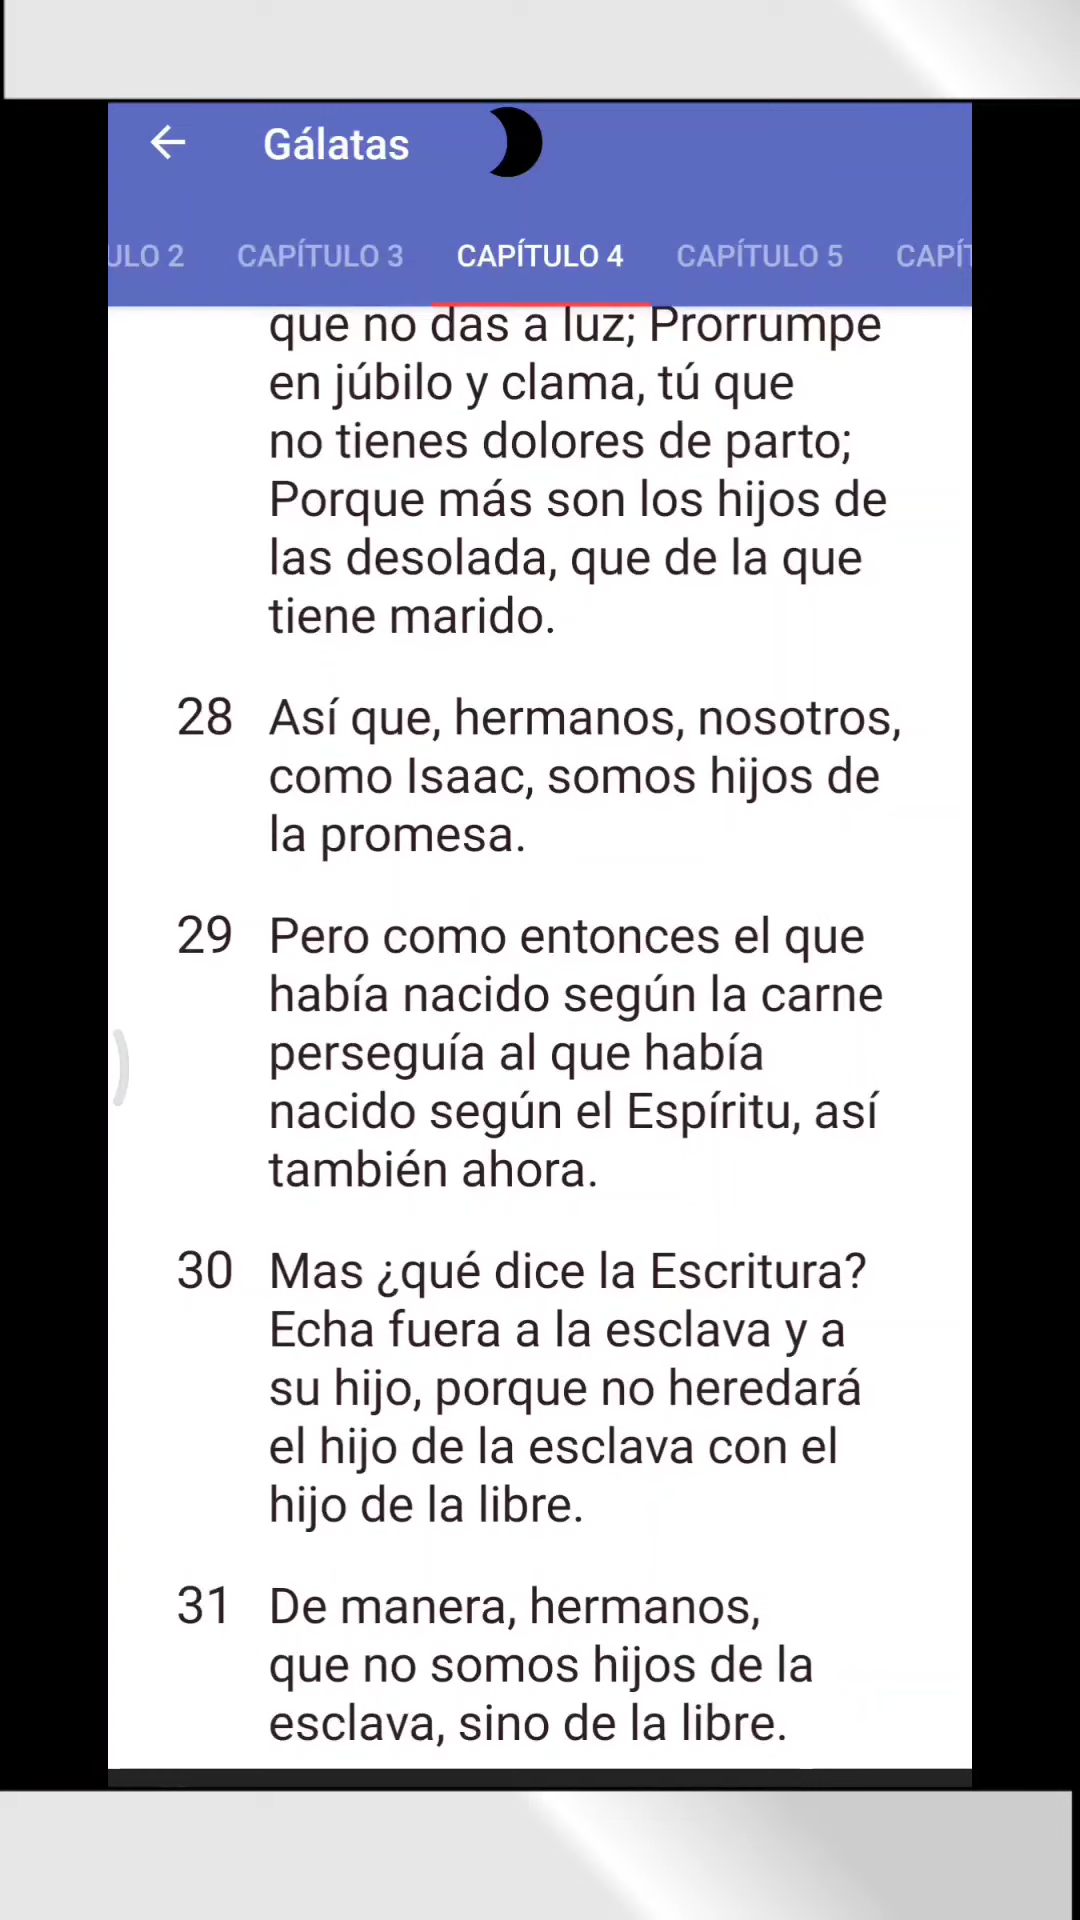 Gálatas
ULO 2 CAPÍTULO 3 CAPÍTULO 4 CAPÍTULO 5 CAPÍT
que no das a luz; Prorrumpe
en júbilo y clama, tú que
no tienes dolores de parto;
Porque más son los hijos de
las desolada, que de la que
tiene marido.
28 Así que, hermanos, nosotros,
como Isaac, somos hijos de
la promesa.
29 Pero como entonces el que
había nacido según la carne
perseguía al que había
nacido según el Espíritu, así
también ahora.
30 Mas ¿qué dice la Escritura?
Echa fuera a la esclava y a
su hijo, porque no heredará
el hijo de la esclava con el
hijo de la libre.
31 De manera, hermanos,
que no somos hijos de la
esclava, sino de la libre.